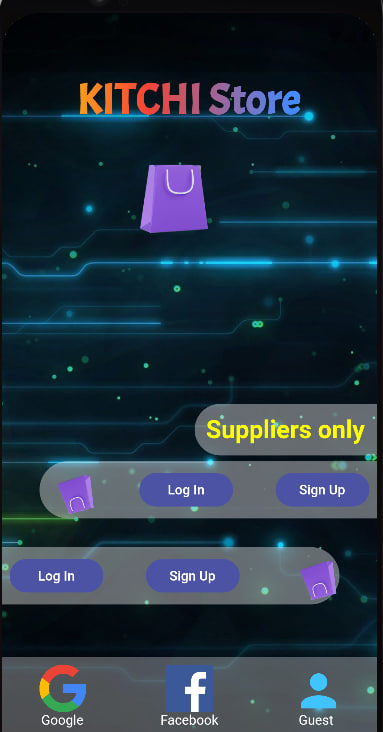 KITCHI Store
Suppliers only
Log In Sign Up
Log In Sign Up
Google Facebook Guest